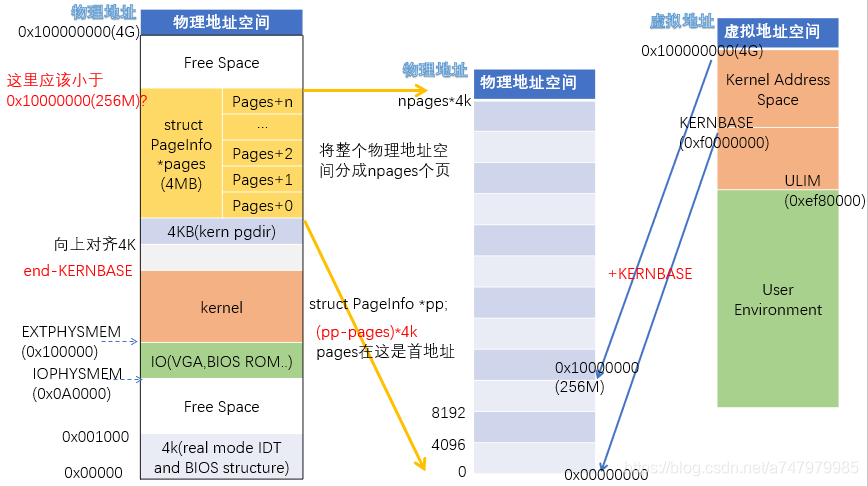 物理地址
物理地址空间
0x100000000(4G)
Free Space
这里应该小于
0x10000000(256M)?
struct
PageInfo
*pages
(4MB)
Pages+n
...
Pages+2
Pages+1
Pages+0
4KB(kern pgdir)
向上对齐4K
end-KERNBASE
kernel
EXTPHYSMEM
(0x100000)
IO(VGA,BIOS ROM..)
IOPHYSMEM
(0x0A0000)
Free Space
0x001000
4k(real mode IDT
and BIOS structure)
0x00000
物理地址
物理地址空间
npages*4k
将整个物理地址空
间分成npages个页
struct PageInfo *pp;
(pp-pages)*4k
pages在这是首地址
8192
4096
0
虚拟地址
虚拟地址空间
0x100000000(4G)
Kernel Address
Space
KERNBASE
(0xf0000000)
ULIM
(0xef80000)
+KERNBASE
User
Environment
0x10000000
(256M)
0x00000000
https://blog.csdn.net/a747979985